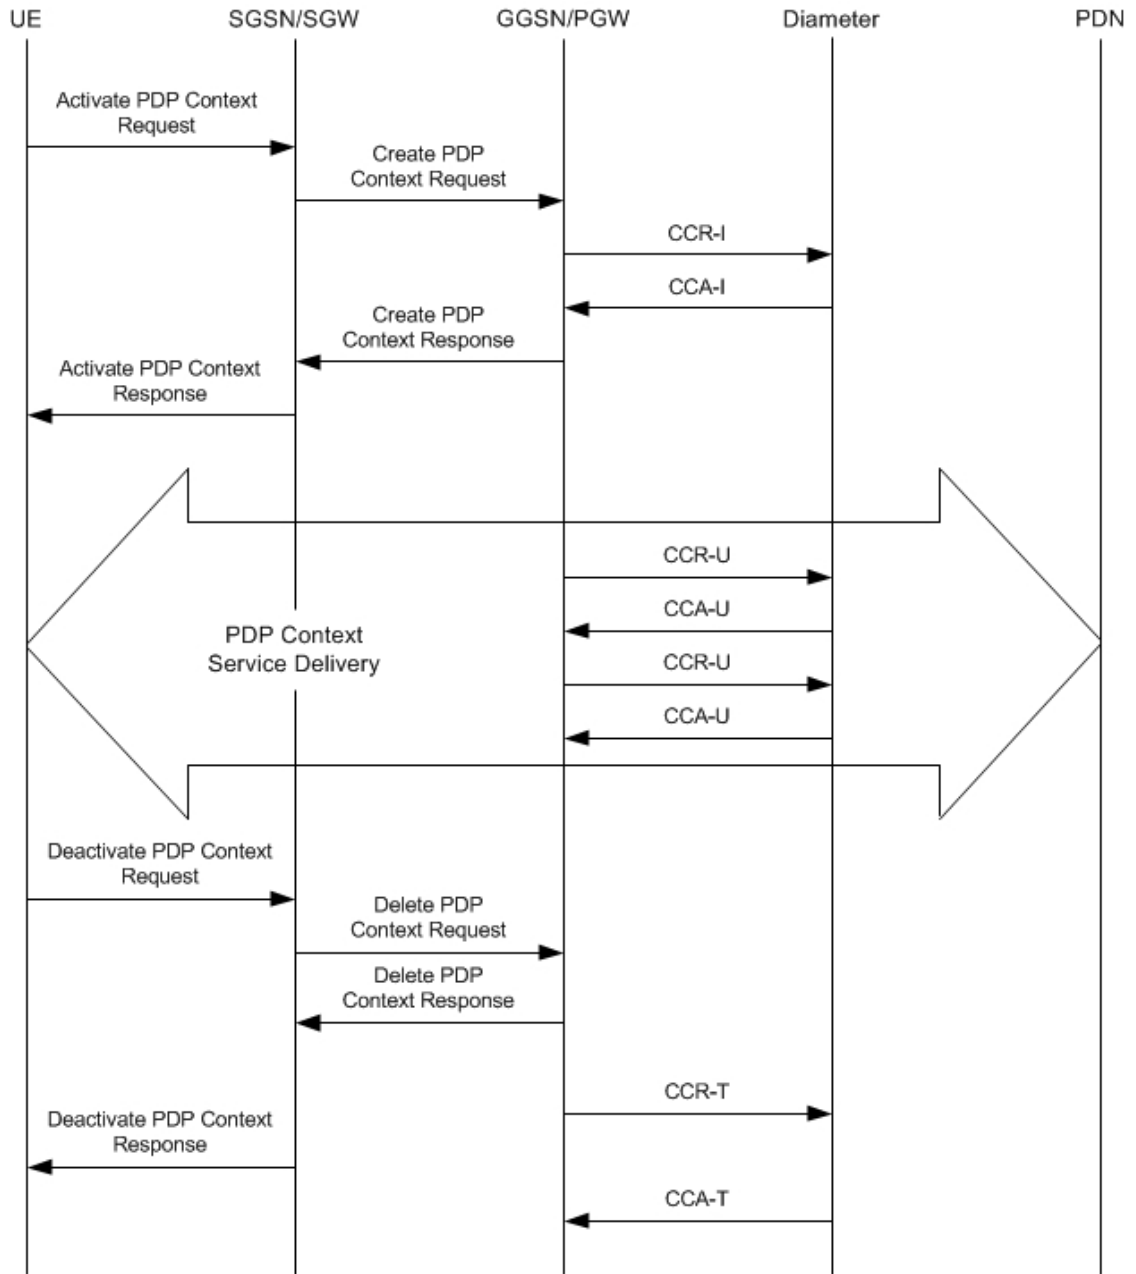 UE
SGSN/SGW
GGSN/PGW
Diameter
PDN
Activate PDP Context
Request
Create PDP
Context Request
CCR-I
CCA-I
Create PDP
Context Response
Activate PDP Context
Response
CCR-U
CCA-U
PDP Context
Service Delivery
CCR-U
CCA-U
Deactivate PDP Context
Request
Delete PDP
Context Request
Delete PDP
Context Response
CCR-T
Deactivate PDP Context
Response
CCA-T